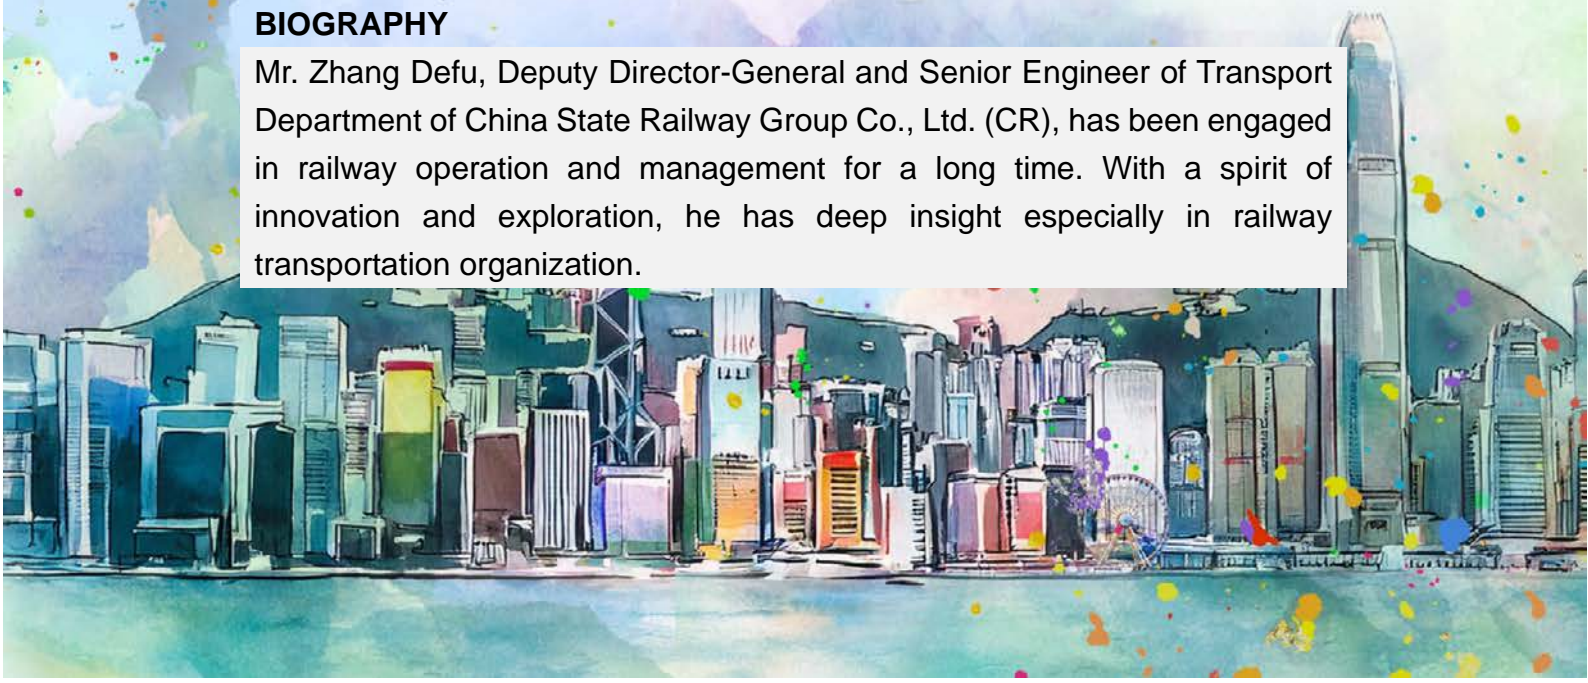 BIOGRAPHY
Mr. Zhang Defu, Deputy Director-General and Senior Engineer of Transport
Department of China State Railway Group Co., Ltd. (CR), has been engaged
in railway operation and management for a long time. With a spirit of
innovation and exploration, he has deep insight especially in railway
transportation organization.